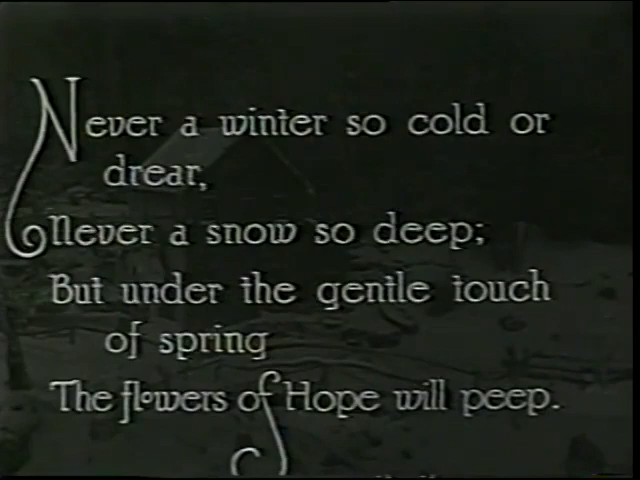 Never a winter so cold or
drear,
Never a snow so deep;
But under the gentle touch
of spring
The flowers of Hope will peep.